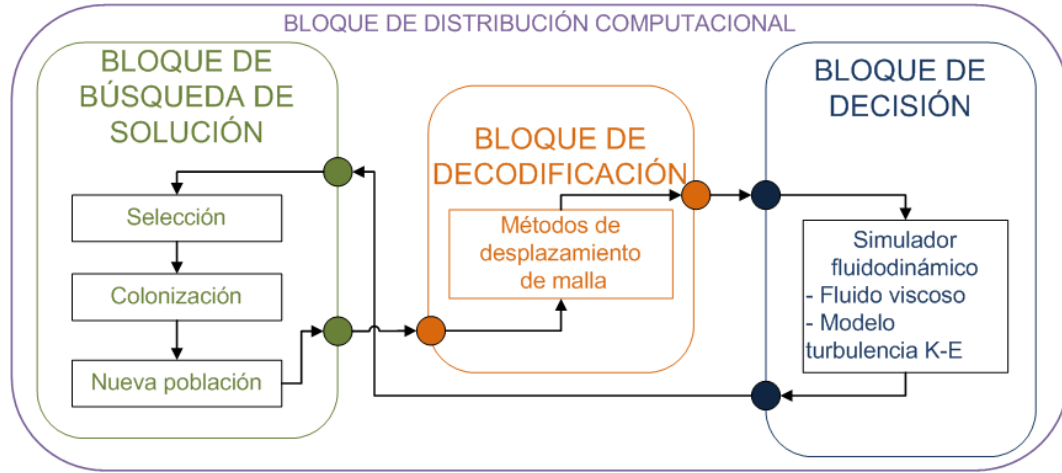 BLOQUE DE DISTRIBUCIÓN COMPUTACIONAL
BLOQUE DE
BÚSQUEDA DE
SOLUCIÓN
Selección
Colonización
Nueva población
BLOQUE DE
DECODIFICACIÓN
Métodos de
desplazamiento
de malla
BLOQUE DE
DECISIÓN
Simulador
fluidodinámico
- Fluido viscoso
- Modelo
turbulencia K-E